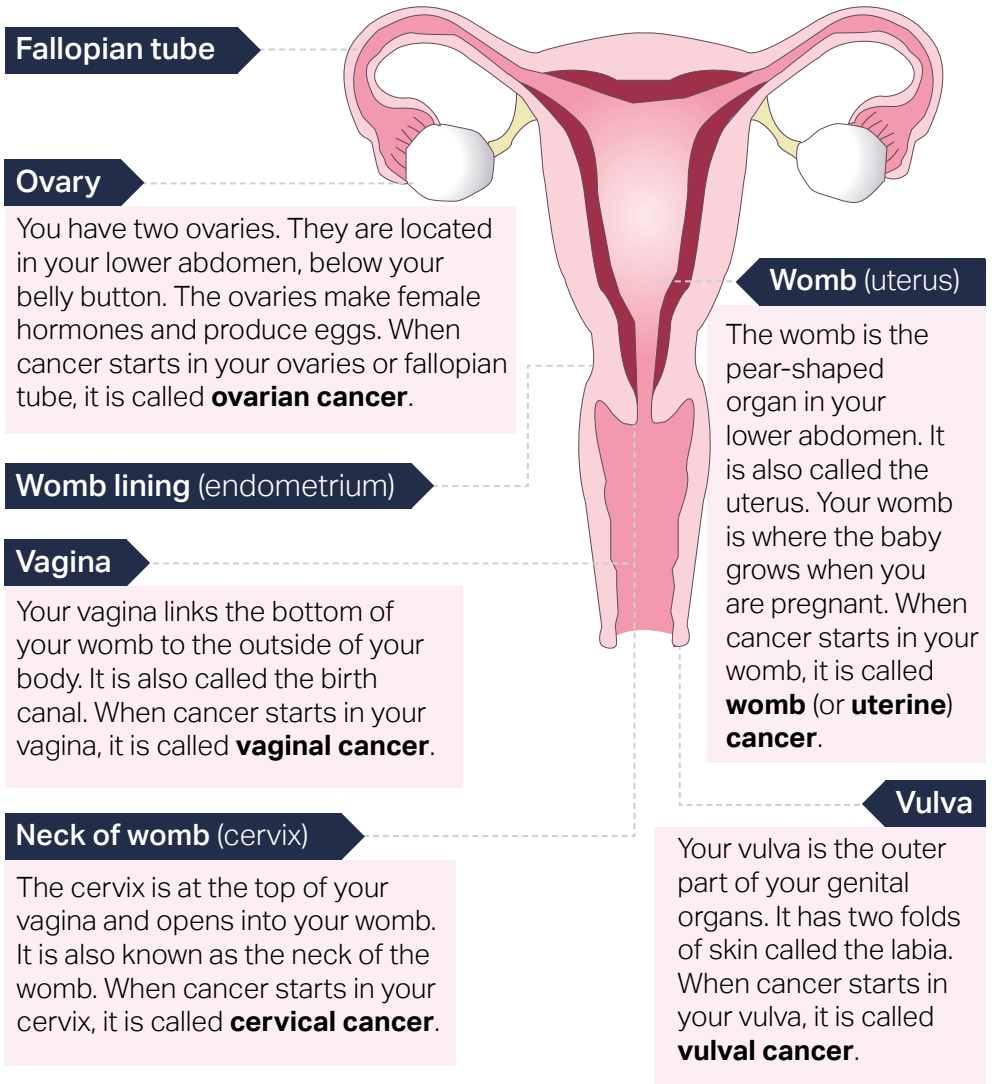 Fallopian tube
Ovary
You have two ovaries. They are located
in your lower abdomen, below your
belly button. The ovaries make female
hormones and produce eggs. When
cancer starts in your ovaries or fallopian
tube, it is called ovarian cancer.
Womb lining (endometrium)
Vagina
Your vagina links the bottom of
your womb to the outside of your
body. It is also called the birth
canal. When cancer starts in your
vagina, it is called vaginal cancer.
Neck of womb (cervix)
The cervix is at the top of your
vagina and opens into your womb.
It is also known as the neck of the
womb. When cancer starts in your
cervix, it is called cervical cancer.
Womb (uterus)
The womb is the
pear-shaped
organ in your
lower abdomen. It
is also called the
uterus. Your womb
is where the baby
grows when you
are pregnant. When
cancer starts in your
womb, it is called
womb (or uterine)
cancer.
Vulva
Your vulva is the outer
part of your genital
organs. It has two folds
of skin called the labia.
When cancer starts in
your vulva, it is called
vulval cancer.